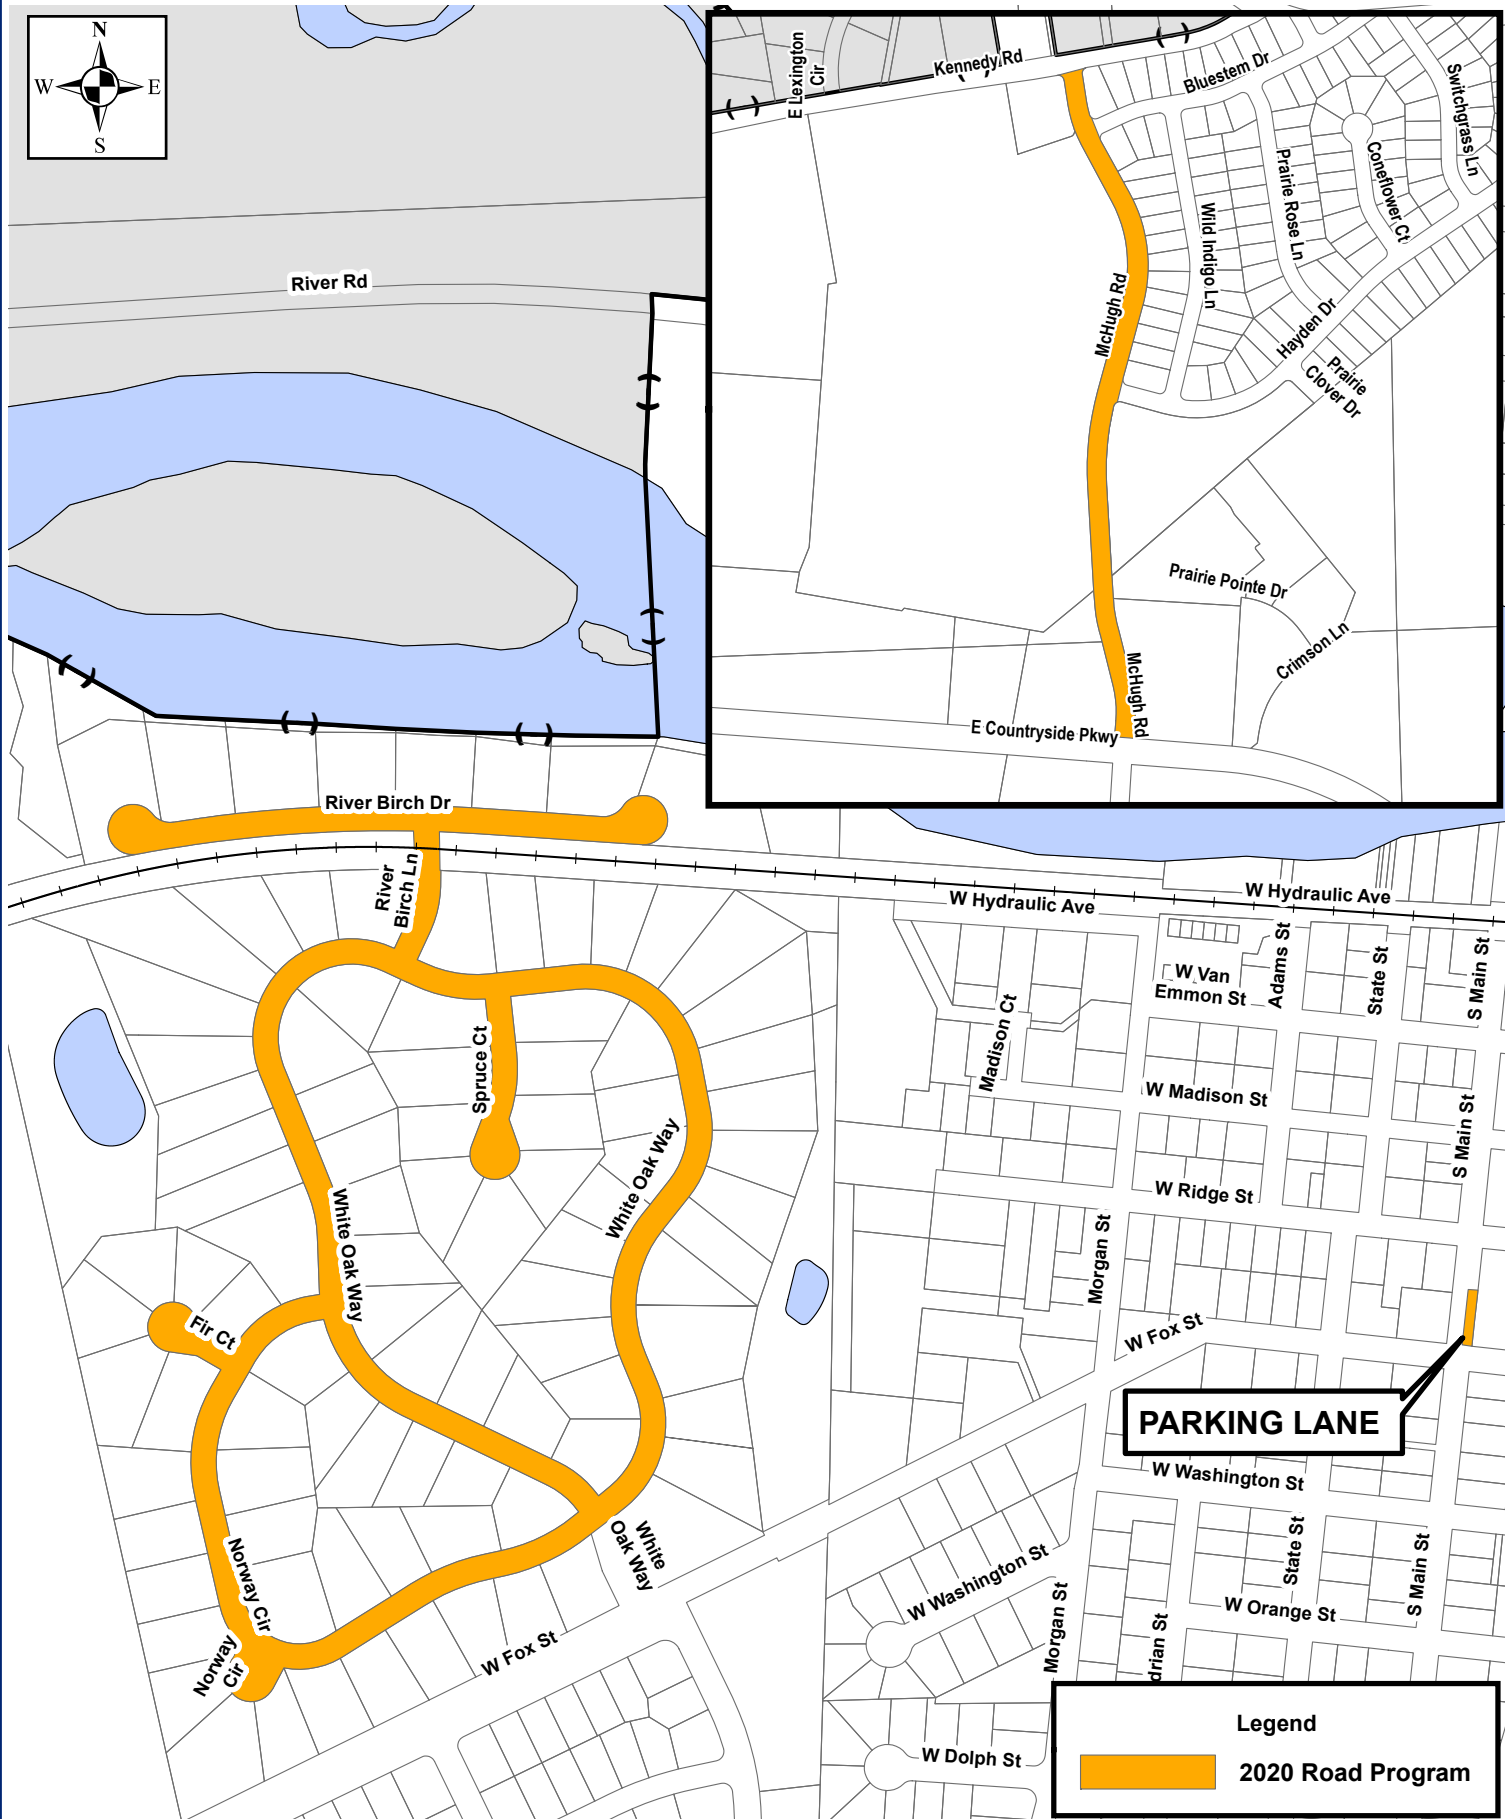 N
W E
S
River Rd
E Lexington
Cir
Kennedy Rd
Bluestem Dr
Switchgrass Ln
Coneflower Ct
Prairie Rose Ln
Wild Indigo Ln
McHugh Rd
Hayden Dr
Prairie
Clover Dr
Prairie Pointe Dr
Crimson Ln
McHugh Rd
E Countryside Pkwy
River Birch Dr
River
Birch Ln
W Hydraulic Ave
W Hydraulic Ave
W Van
Emmon St
Adams St
State St
S Main St
Madison Ct
W Madison St
Spruce Ct
White Oak Way
S Main St
W Ridge St
White Oak Way
Morgan St
Fir Ct
W Fox St
PARKING LANE
W Washington St
White
Oak Way
Norway Cir
State St
S Main St
W Washington St
W Orange St
Norway
Cir
W Fox St
Morgan St
drian St
W Dolph St
Legend
2020 Road Program